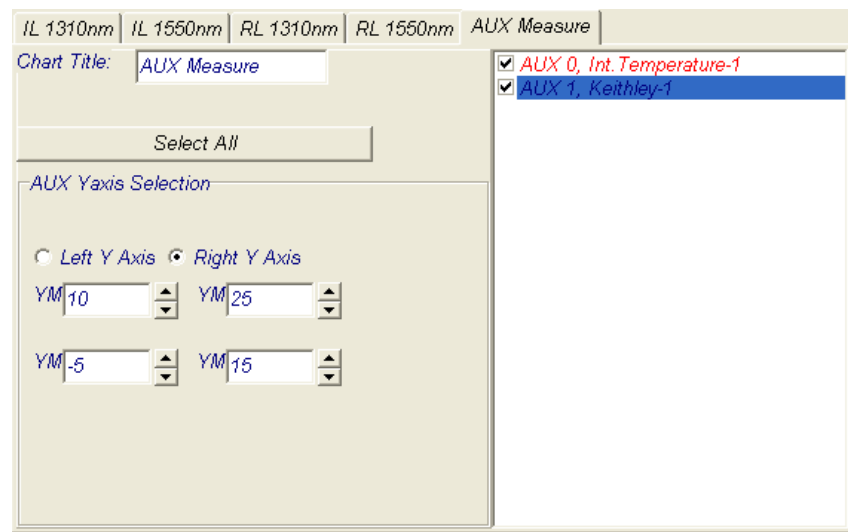 IL 1310nm IL 1550nm RL 1310nm RL 1550nm AUX Measure
Chart Title: AUX Measure
Select All
AUX Yaxis Selection
Left Y Axis Right Y Axis
YM 10 YM 25
YM -5 YM 15
AUX 0, Int.Temperature-1
AUX 1, Keithley-1